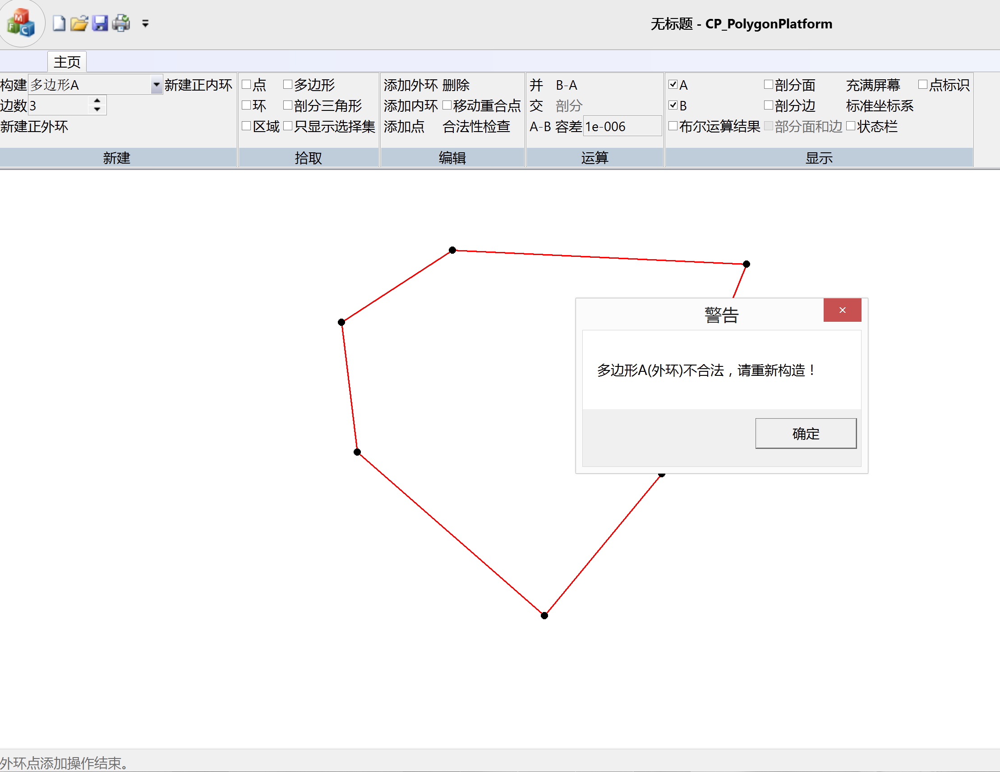 无标题 - CP_PolygonPlatform
主页
构建 多边形A 新建正内环
边数 3
新建正外环
新建
点 多边形
环 剖分三角形
区域 只显示选择集
拾取
添加外环 删除
添加内环 移动重合点
添加点 合法性检查
编辑
并 B-A
交 剖分
A-B 容差 1e-006
运算
A 剖分面 充满屏幕 点标识
B 剖分边 标准坐标系
布尔运算结果 部分面和边 状态栏
显示
警告
×
多边形A(外环)不合法，请重新构造！
确定
外环点添加操作结束。
M
F
C